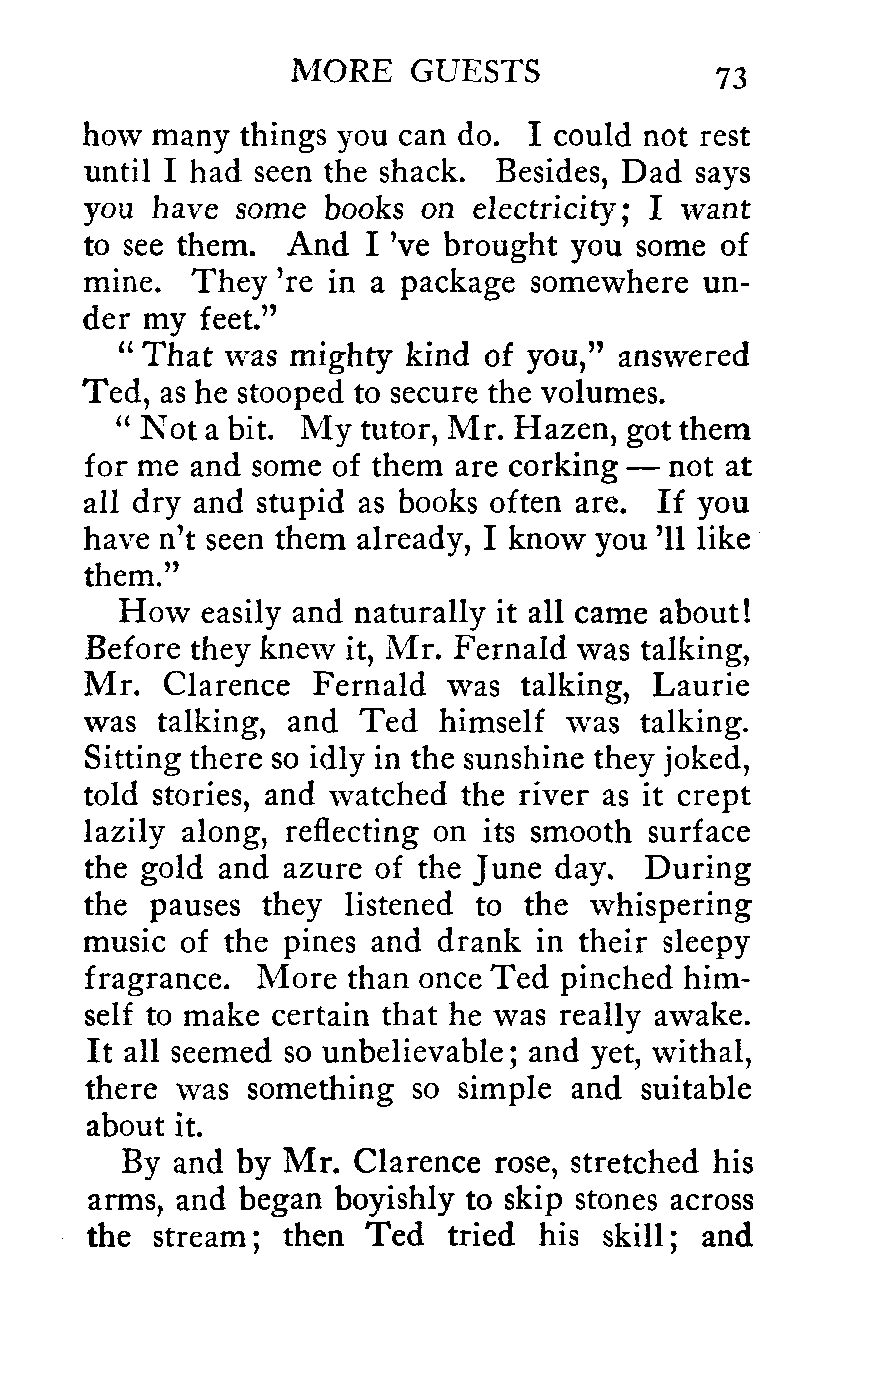 MORE GUESTS 73
how many things you can do. I could not rest
until I had seen the shack. Besides, Dad says
you have some books on electricity; I want
to see them. And I 've brought you some of
mine. They 're in a package somewhere un-
der my feet.”
“ That was mighty kind of you,” answered
Ted, as he stooped to secure the volumes.
“ Not a bit. My tutor, Mr. Hazen, got them
for me and some of them are corking — not at
all dry and stupid as books often are. If you
have n't seen them already, I know you 'll like
them.”
How easily and naturally it all came about!
Before they knew it, Mr. Fernald was talking,
Mr. Clarence Fernald was talking, Laurie
was talking, and Ted himself was talking.
Sitting there so idly in the sunshine they joked,
told stories, and watched the river as it crept
lazily along, reflecting on its smooth surface
the gold and azure of the June day. During
the pauses they listened to the whispering
music of the pines and drank in their sleepy
fragrance. More than once Ted pinched him-
self to make certain that he was really awake.
It all seemed so unbelievable; and yet, withal,
there was something so simple and suitable
about it.
By and by Mr. Clarence rose, stretched his
arms, and began boyishly to skip stones across
the stream; then Ted tried his skill; and